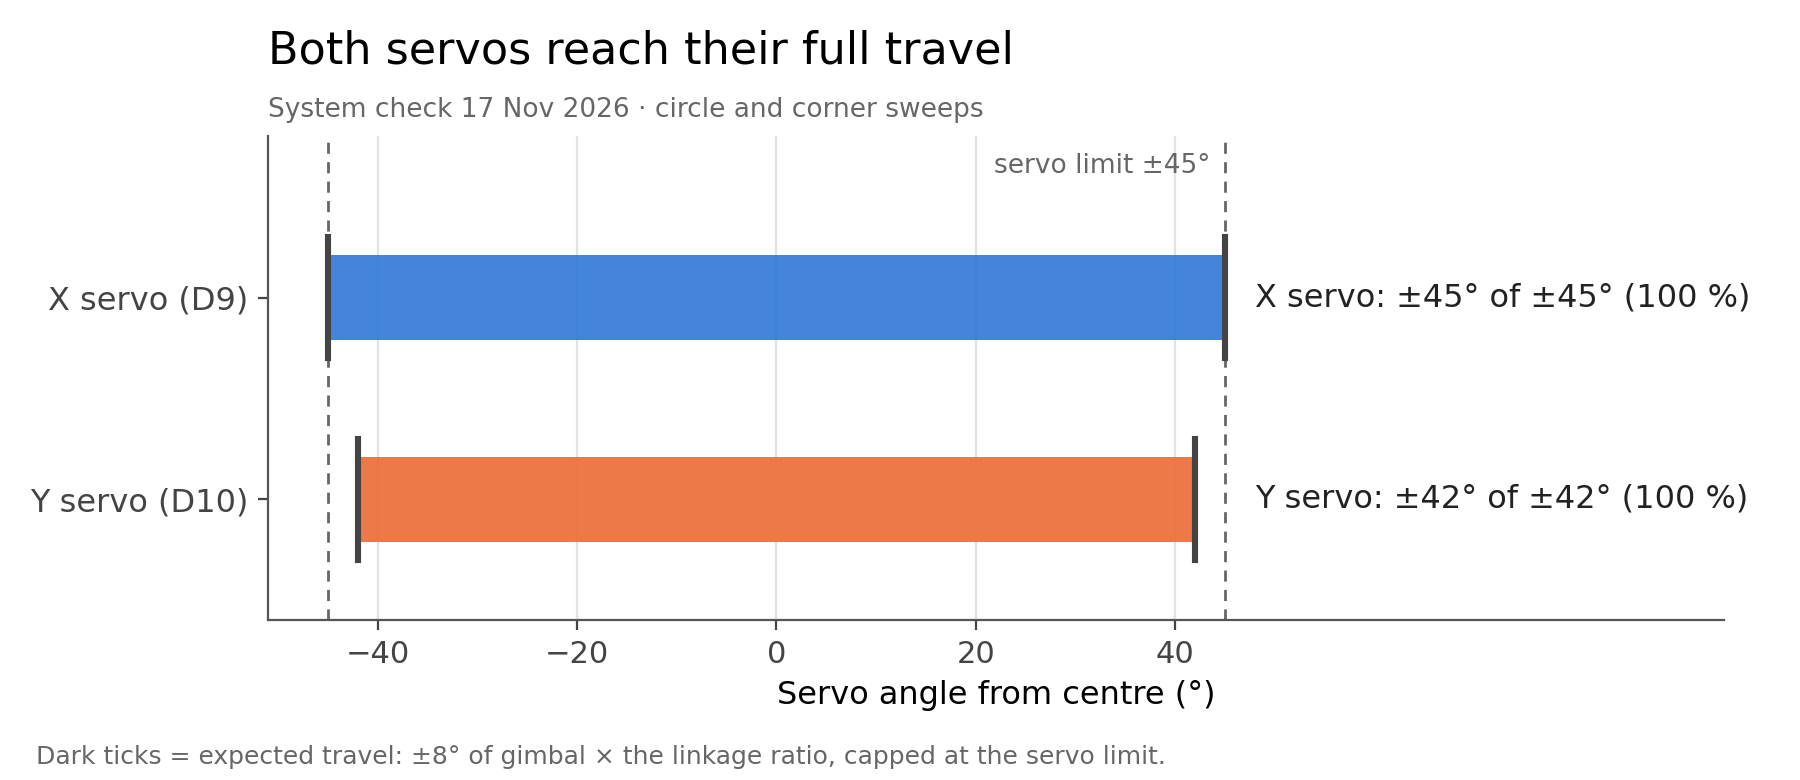 Both servos reach their full travel
System check 17 Nov 2026 · circle and corner sweeps
servo limit ±45°
X servo (D9)
X servo: ±45° of ±45° (100 %)
Y servo (D10)
Y servo: ±42° of ±42° (100 %)
−40 −20 0 20 40
Servo angle from centre (°)
Dark ticks = expected travel: ±8° of gimbal × the linkage ratio, capped at the servo limit.